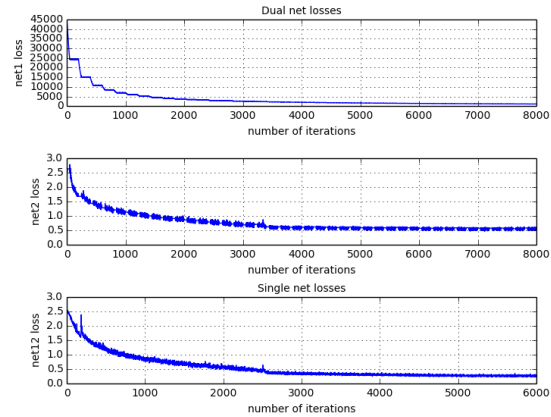 Dual net losses
45000
40000
35000
30000
25000
20000
15000
10000
5000
0
net1 loss
0 1000 2000 3000 4000 5000 6000 7000 8000
number of iterations
3.0
2.5
2.0
1.5
1.0
0.5
0.0
net2 loss
0 1000 2000 3000 4000 5000 6000 7000 8000
number of iterations
Single net losses
3.0
2.5
2.0
1.5
1.0
0.5
0.0
net12 loss
0 1000 2000 3000 4000 5000 6000
number of iterations